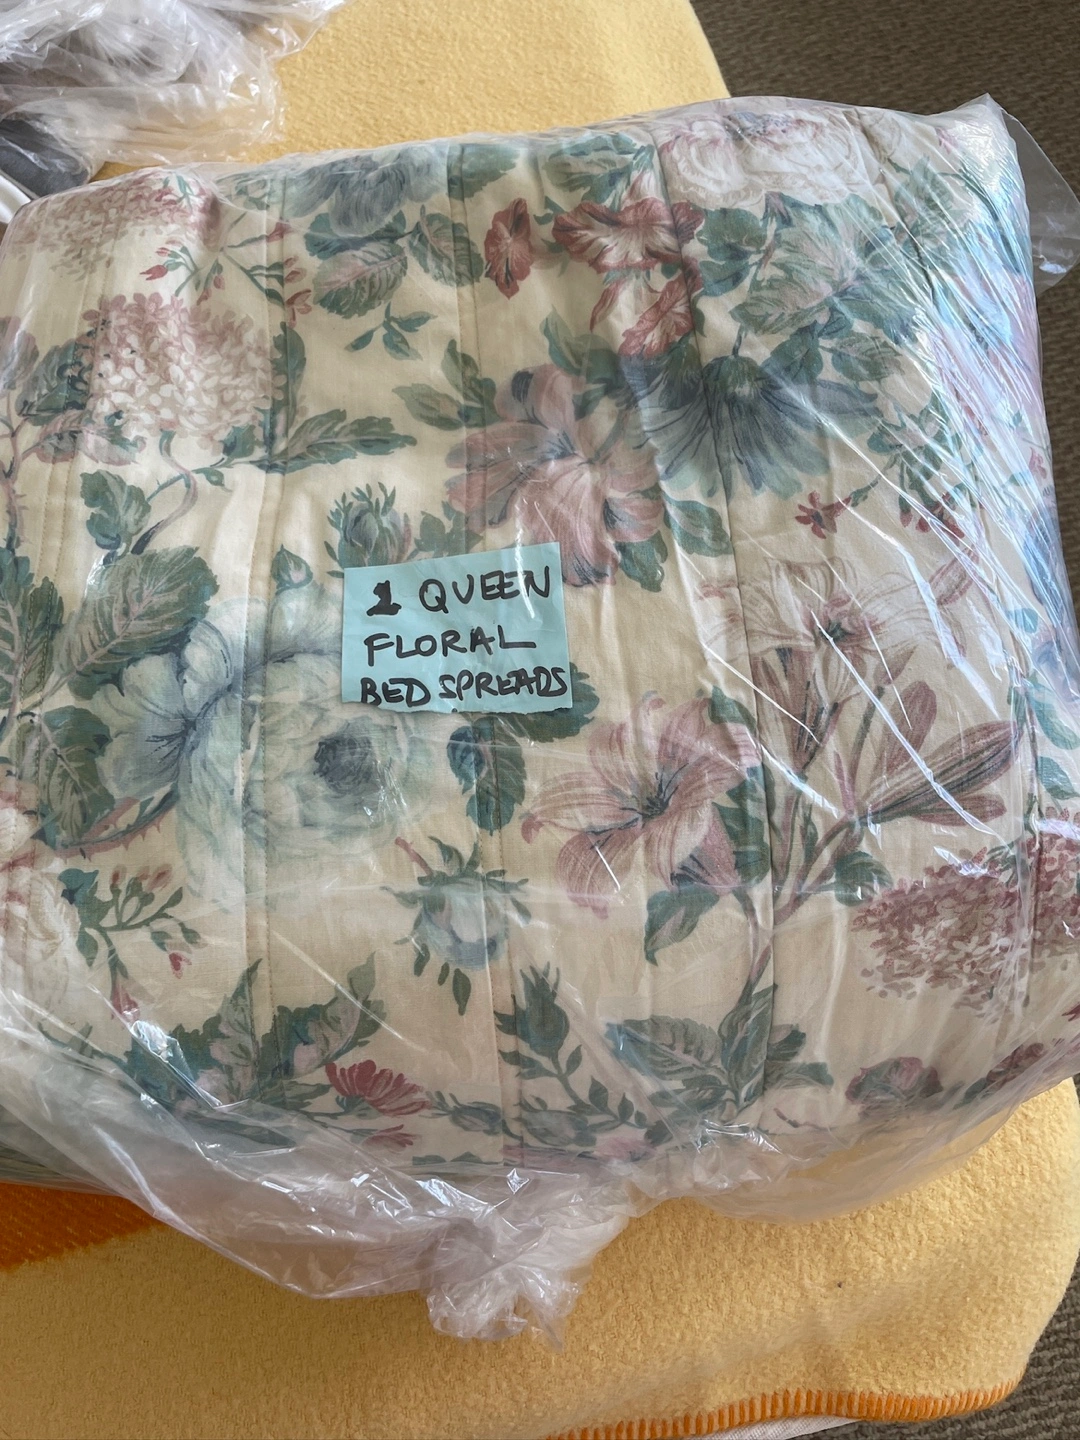 1 QUEEN
FLORAL
BED SPREADS